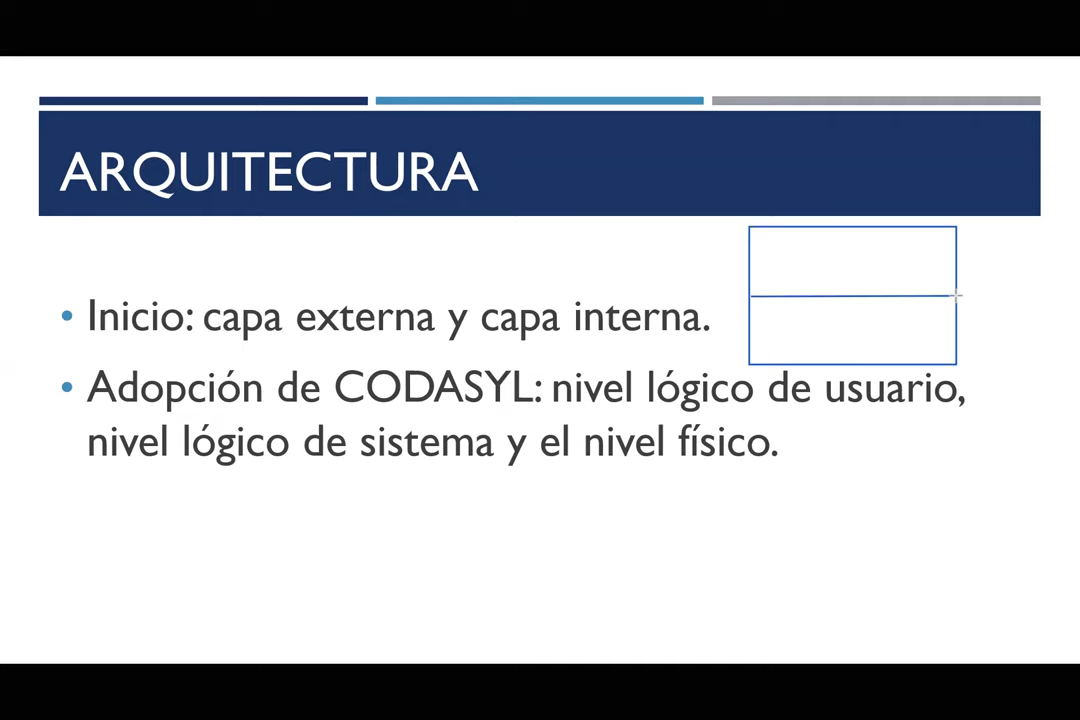 ARQUITECTURA
• Inicio: capa externa y capa interna.
• Adopción de CODASYL: nivel lógico de usuario,
nivel lógico de sistema y el nivel físico.